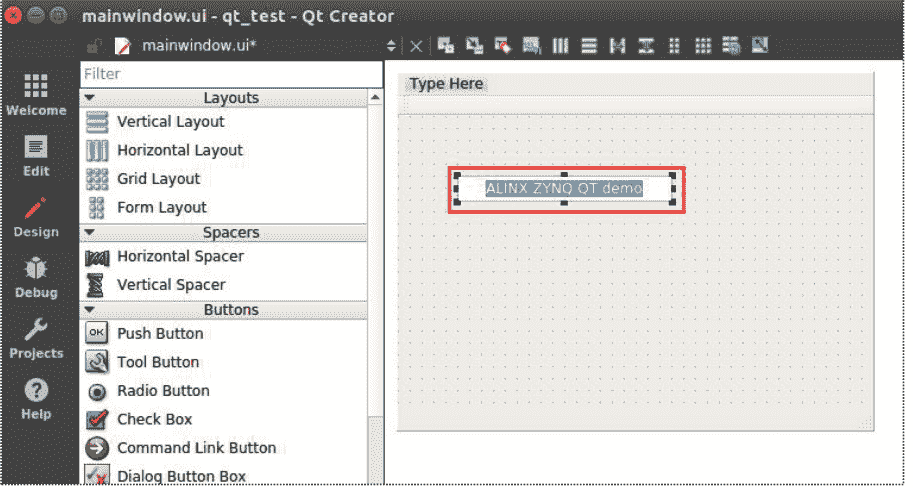 mainwindow.ui - qt_test - Qt Creator
mainwindow.ui*
Welcome
Edit
Design
Debug
Projects
Help
Filter
Layouts
Vertical Layout
Horizontal Layout
Grid Layout
Form Layout
Spacers
Horizontal Spacer
Vertical Spacer
Buttons
OK
Push Button
Tool Button
Radio Button
Check Box
Command Link Button
Dialog Button Box
Type Here
ALINX ZYNQ QT demo